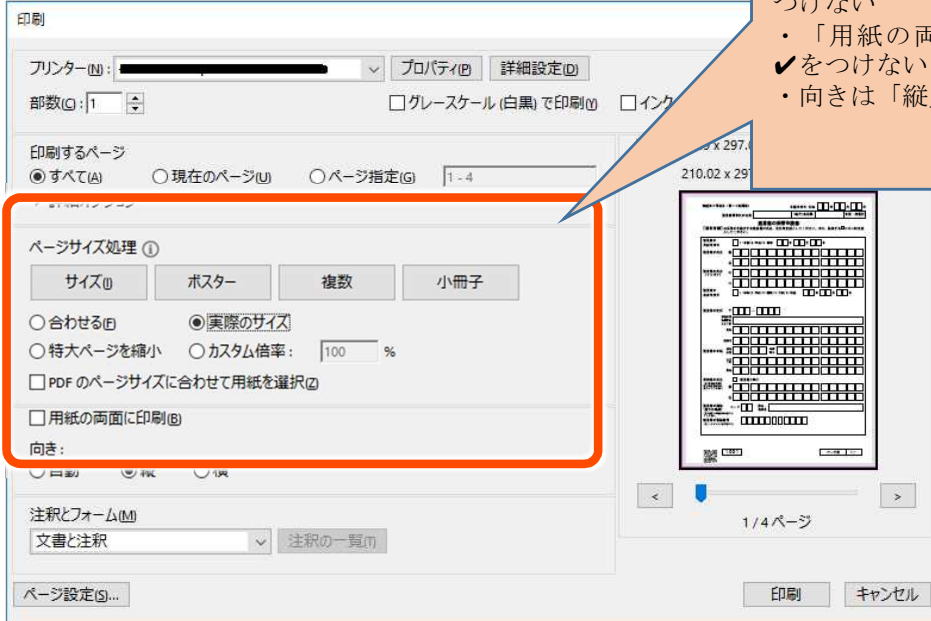 印刷
つけない
・「用紙の両
✔をつけない
・向きは「縦
プリンター(N):
プロパティ(P)
詳細設定(D)
部数(C): 1
グレースケール (白黒) で印刷(Y)
インク
印刷するページ
すべて(A)
現在のページ(U)
ページ指定(G)
1 - 4
x 297.
210.02 x 29
ページサイズ処理
サイズ(I)
ポスター
複数
小冊子
合わせる(F)
実際のサイズ
特大ページを縮小
カスタム倍率:
100 %
PDF のページサイズに合わせて用紙を選択(Z)
用紙の両面に印刷(B)
向き:
自動
縦
横
注釈とフォーム(M)
文書と注釈
注釈の一覧(T)
<
>
1 / 4 ページ
ページ設定(S)...
印刷
キャンセル